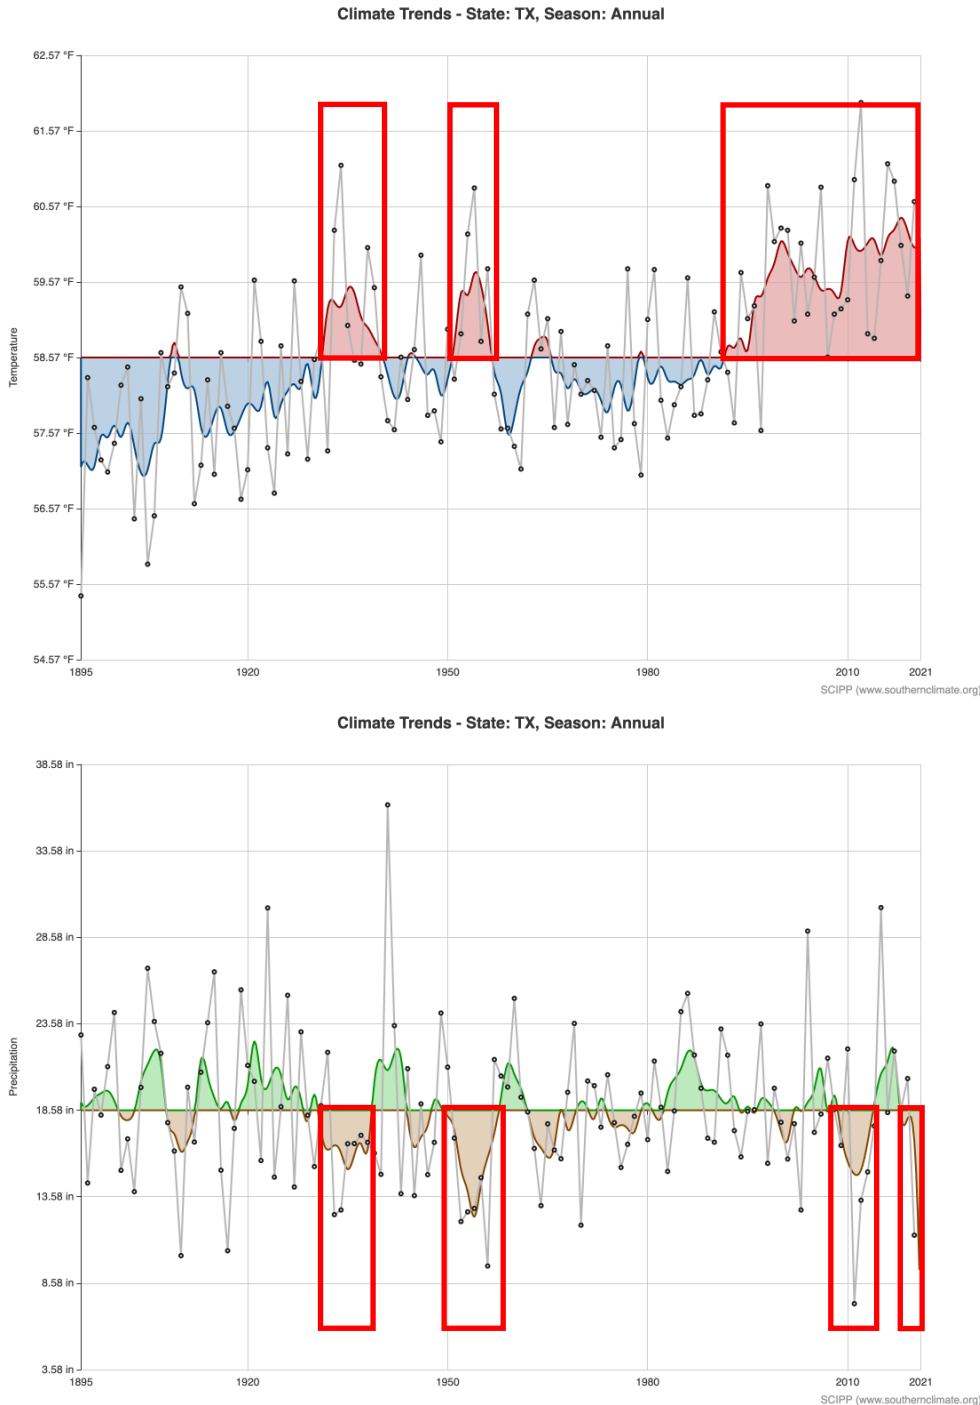 Climate Trends - State: TX, Season: Annual
62.57 °F
61.57 °F
60.57 °F
59.57 °F
58.57 °F
57.57 °F
56.57 °F
55.57 °F
54.57 °F
Temperature
1895 1920 1950 1980 2010 2021
SCIPP (www.southernclimate.org)
Climate Trends - State: TX, Season: Annual
38.58 in
33.58 in
28.58 in
23.58 in
18.58 in
13.58 in
8.58 in
3.58 in
Precipitation
1895 1920 1950 1980 2010 2021
SCIPP (www.southernclimate.org)